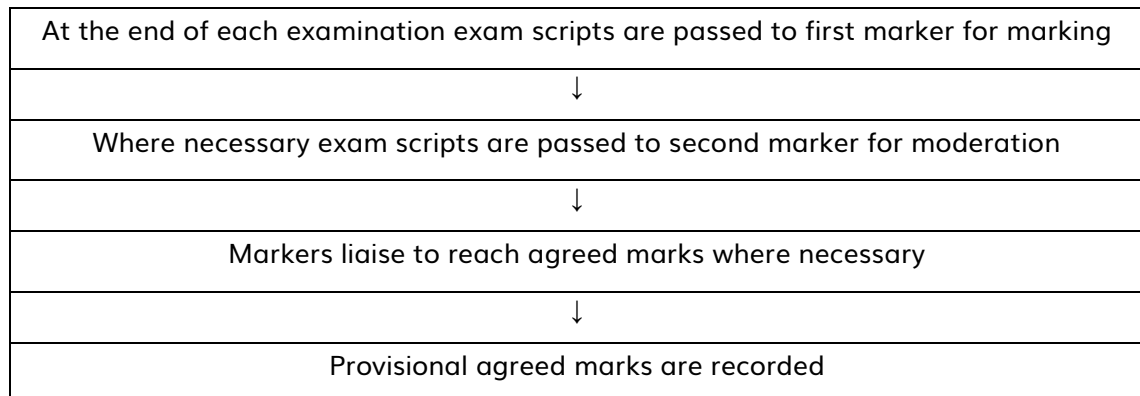 At the end of each examination exam scripts are passed to first marker for marking
↓
Where necessary exam scripts are passed to second marker for moderation
↓
Markers liaise to reach agreed marks where necessary
↓
Provisional agreed marks are recorded